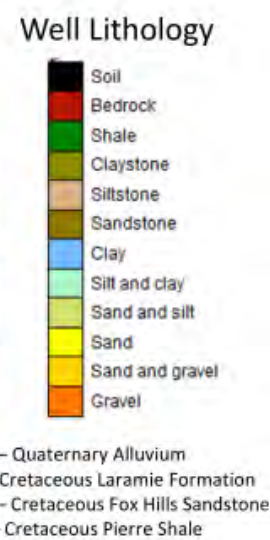 Well Lithology
Soil
Bedrock
Shale
Claystone
Siltstone
Sandstone
Clay
Silt and clay
Sand and silt
Sand
Sand and gravel
Gravel
– Quaternary Alluvium
Cretaceous Laramie Formation
– Cretaceous Fox Hills Sandstone
Cretaceous Pierre Shale